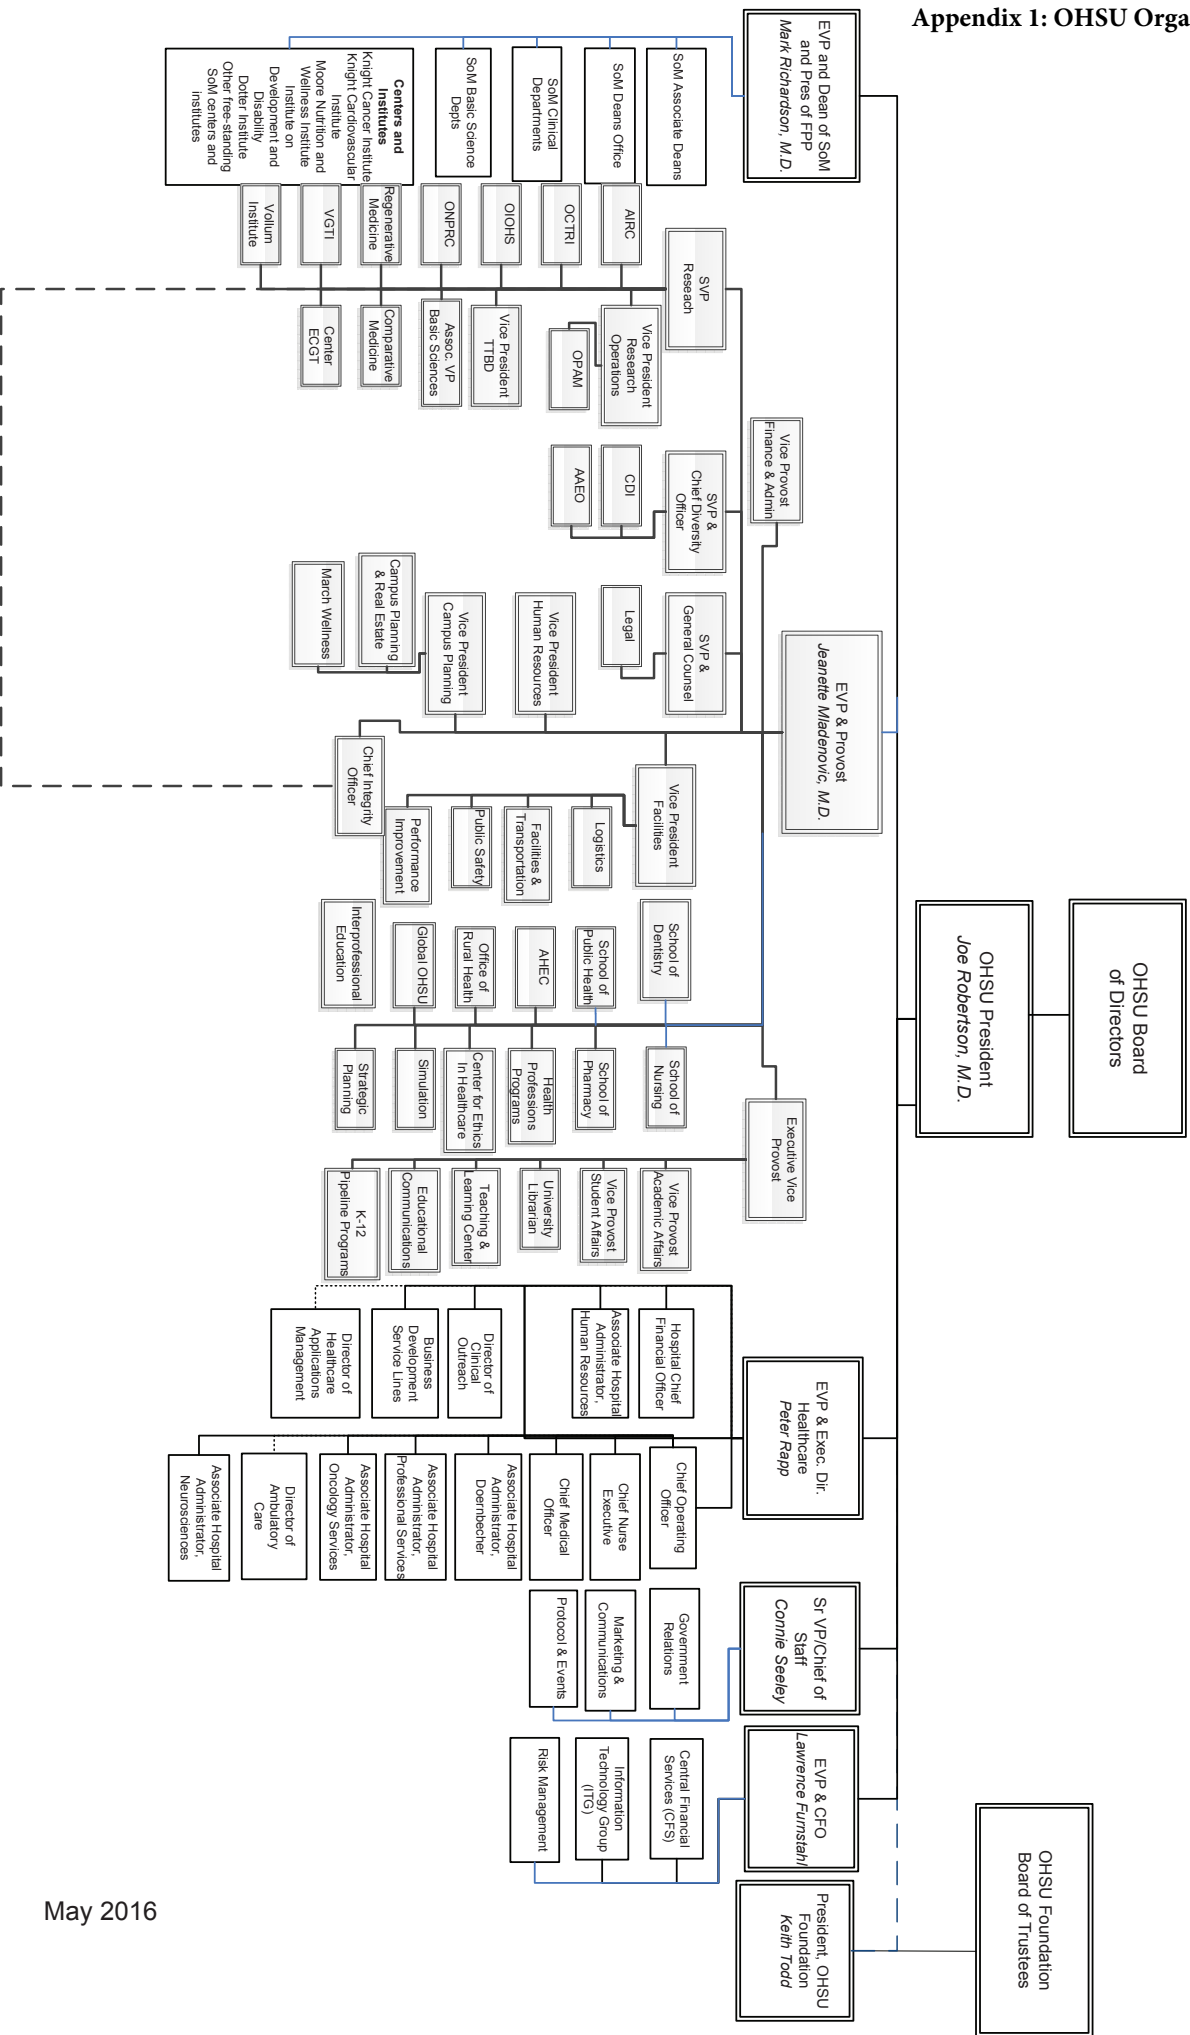 Appendix 1: OHSU Orga
OHSU Board
of Directors
OHSU President
Joe Robertson, M.D.
OHSU Foundation
Board of Trustees
EVP and Dean of SoM
and Pres of FPP
Mark Richardson, M.D.
EVP & Provost
Jeanette Mladenovic, M.D.
EVP & Exec. Dir.
Healthcare
Peter Rapp
Sr VP/Chief of
Staff
Connie Seeley
EVP & CFO
Lawrence Furnstahl
President, OHSU
Foundation
Keith Todd
SoM Associate Deans
SoM Deans Office
SoM Clinical
Departments
SoM Basic Science
Depts
Centers and
Institutes
Knight Cancer Institute
Knight Cardiovascular
Institute
Moore Nutrition and
Wellness Institute
Institute on
Development and
Disability
Dotter Institute
Other free-standing
SoM centers and
institutes
SVP
Reseach
AIRC
OCTRI
OIOHS
ONPRC
Regenerative
Medicine
VGTI
Vollum
Institute
Vice President
Research
Operations
OPAM
Vice President
TTBD
Assoc. VP
Basic Sciences
Comparative
Medicine
Center
ECGT
Vice Provost
Finance & Admin
SVP &
Chief Diversity
Officer
CDI
AAEO
SVP &
General Counsel
Legal
Vice President
Human Resources
Vice President
Campus Planning
Campus Planning
& Real Estate
March Wellness
Chief Integrity
Officer
Vice President
Facilities
Logistics
Facilities &
Transportation
Public Safety
Performance
Improvement
School of
Dentistry
School of
Public Health
AHEC
Office of
Rural Health
Global OHSU
Interprofessional
Education
School of
Nursing
School of
Pharmacy
Health
Professions
Programs
Center for Ethics
In Healthcare
Simulation
Strategic
Planning
Executive Vice
Provost
Vice Provost
Academic Affairs
Vice Provost
Student Affairs
University
Librarian
Teaching &
Learning Center
Educational
Communications
K-12
Pipeline Programs
Hospital Chief
Financial Officer
Associate Hospital
Administrator,
Human Resources
Director of
Clinical
Outreach
Business
Development
Service Lines
Director of
Healthcare
Applications
Management
Chief Operating
Officer
Chief Nurse
Executive
Chief Medical
Officer
Associate Hospital
Administrator,
Doernbecher
Associate Hospital
Administrator,
Professional Services
Associate Hospital
Administrator,
Oncology Services
Director of
Ambulatory
Care
Associate Hospital
Administrator,
Neurosciences
Government
Relations
Marketing &
Communications
Protocol & Events
Central Financial
Services (CFS)
Information
Technology Group
(ITG)
Risk Management
May 2016